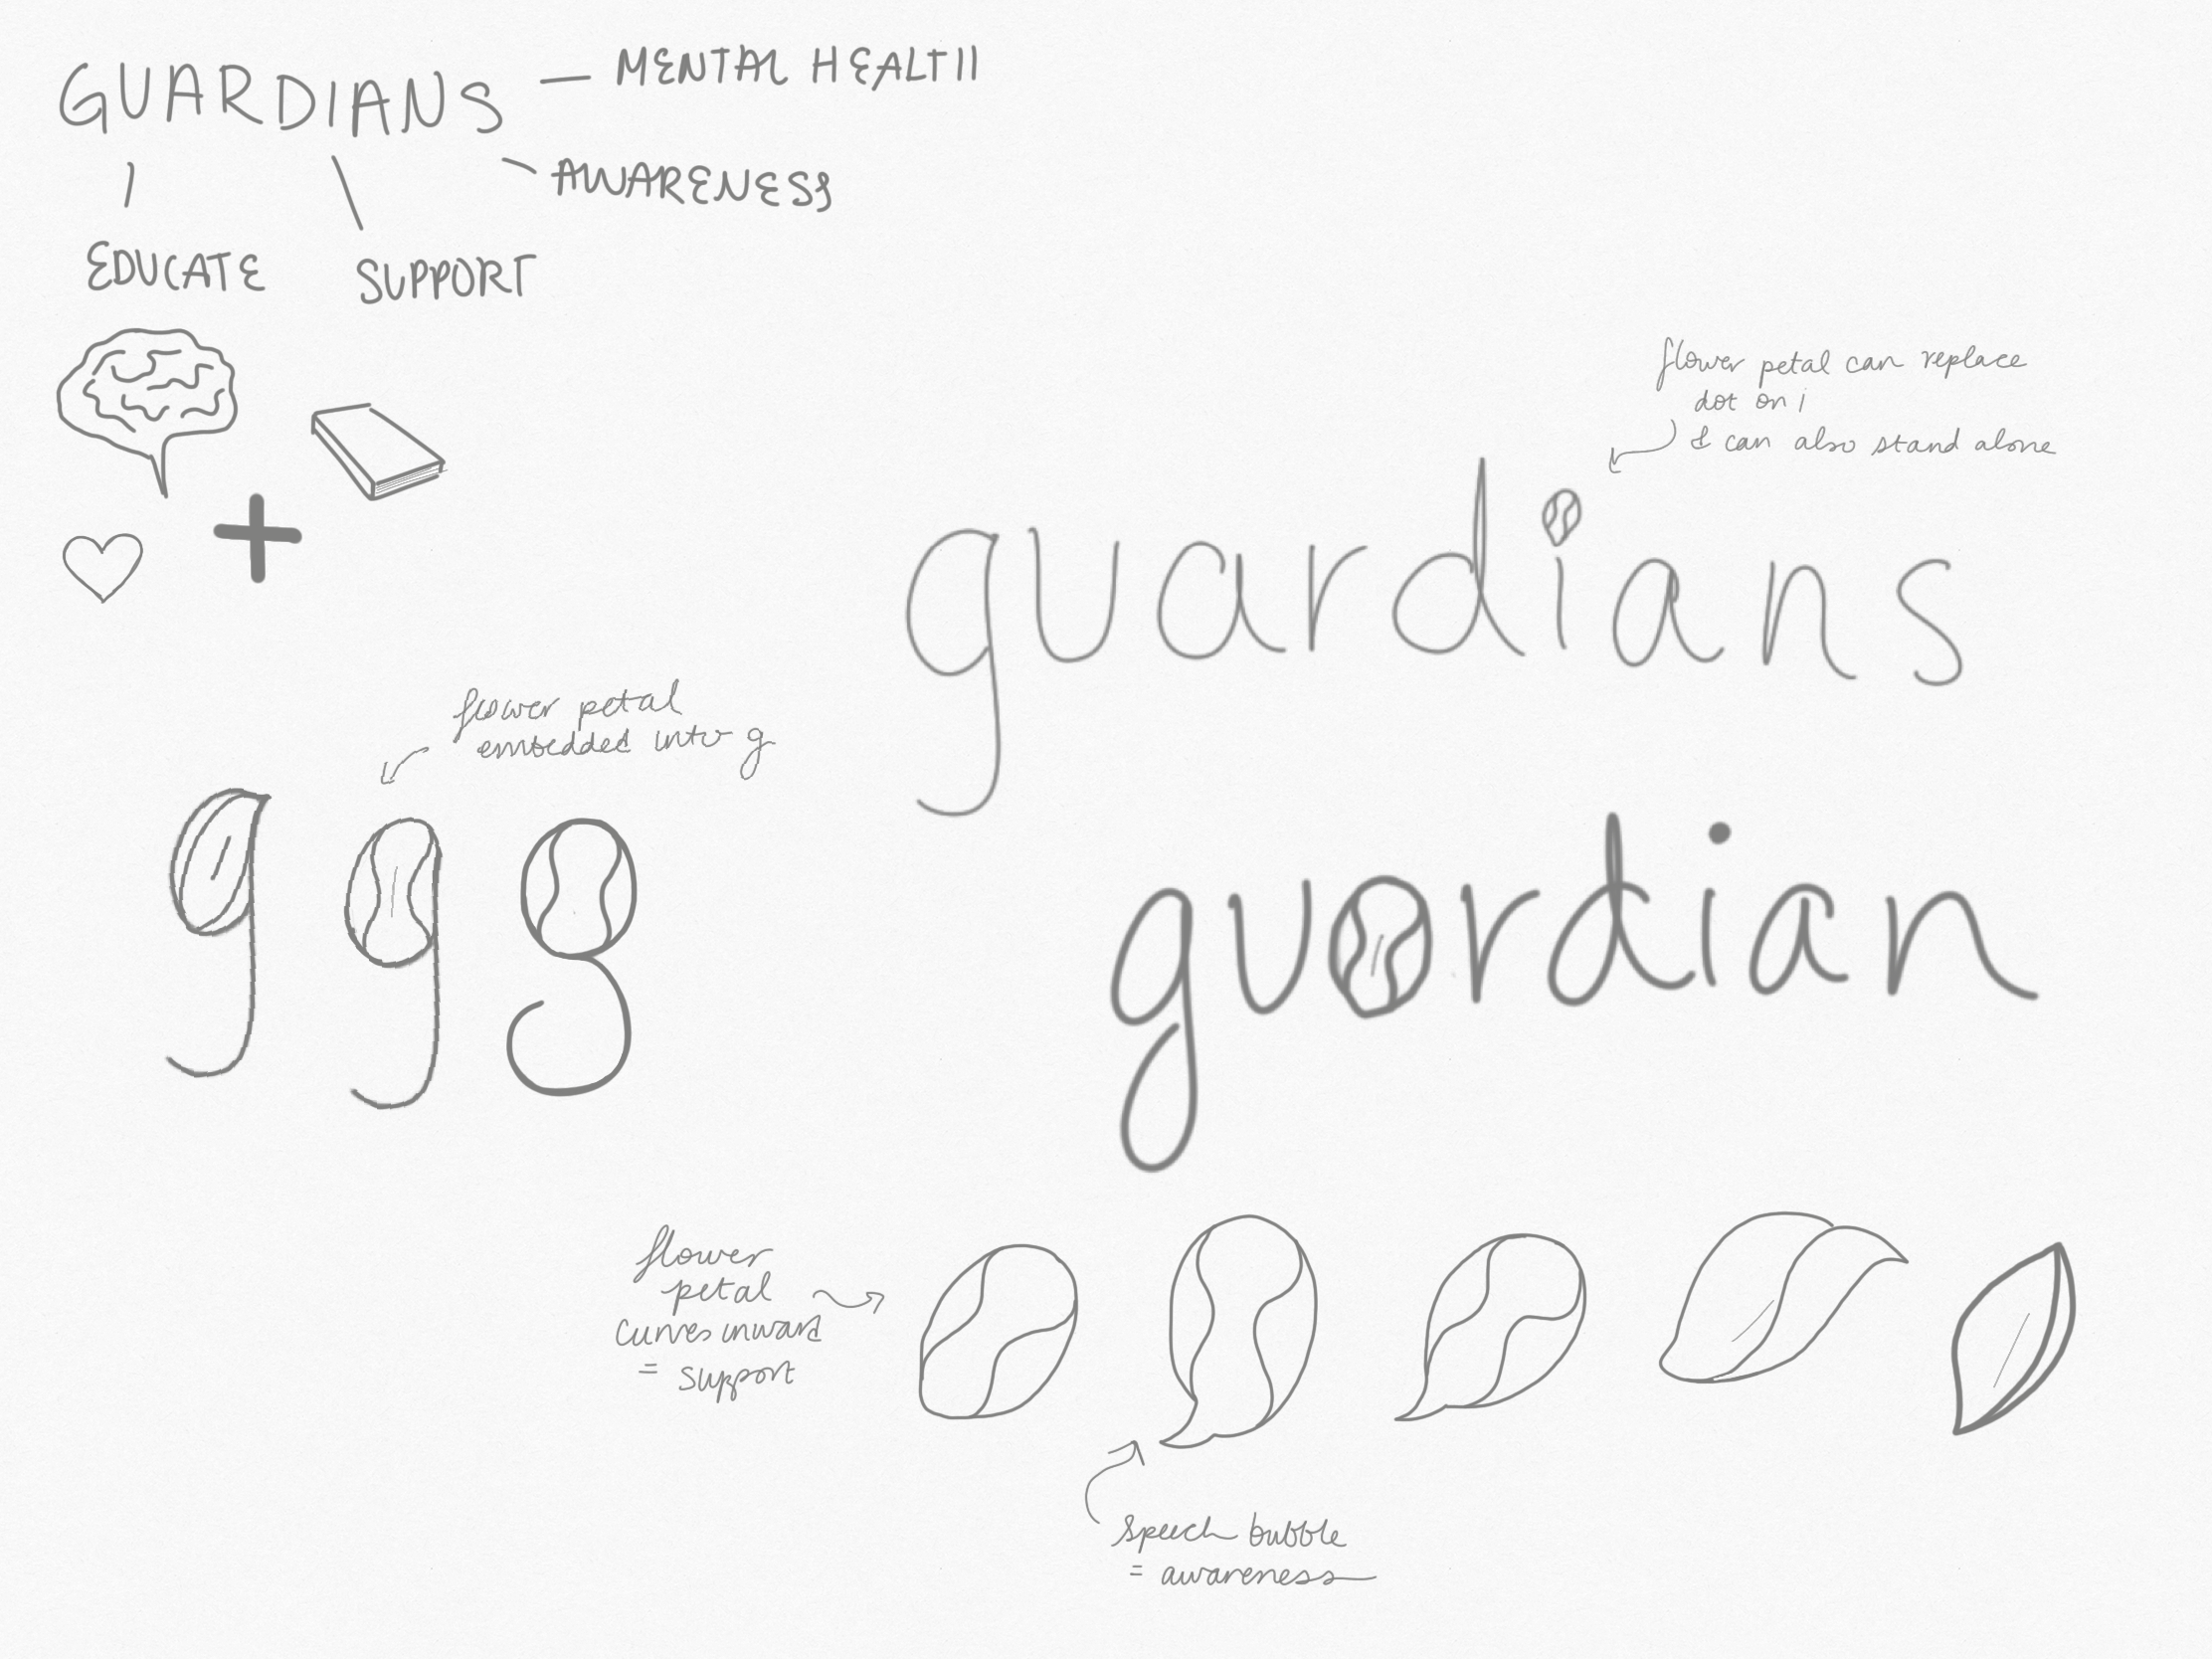 GUARDIANS — MENTAL HEALTH
AWARENESS
EDUCATE
SUPPORT
flower petal can replace
dot on i
& can also stand alone
guardians
flower petal
embedded into g
g g g
guardian
flower
petal
curves inward
= support
speech bubble
= awareness